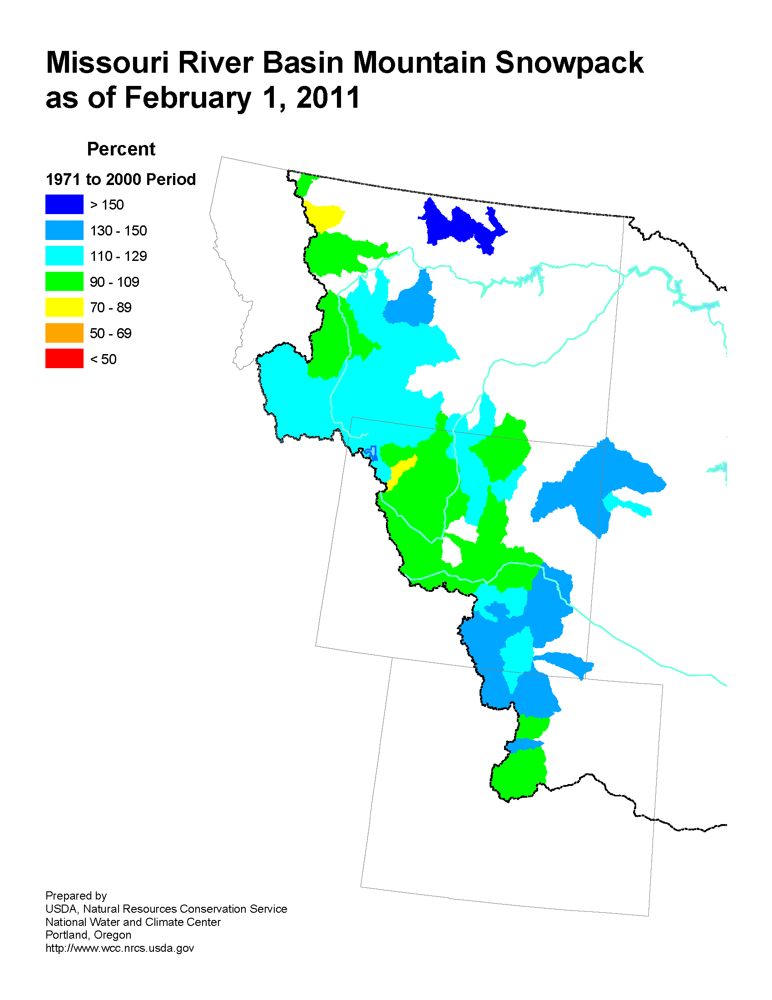 Missouri River Basin Mountain Snowpack
as of February 1, 2011
Percent
1971 to 2000 Period
> 150
130 - 150
110 - 129
90 - 109
70 - 89
50 - 69
< 50
Prepared by
USDA, Natural Resources Conservation Service
National Water and Climate Center
Portland, Oregon
http://www.wcc.nrcs.usda.gov